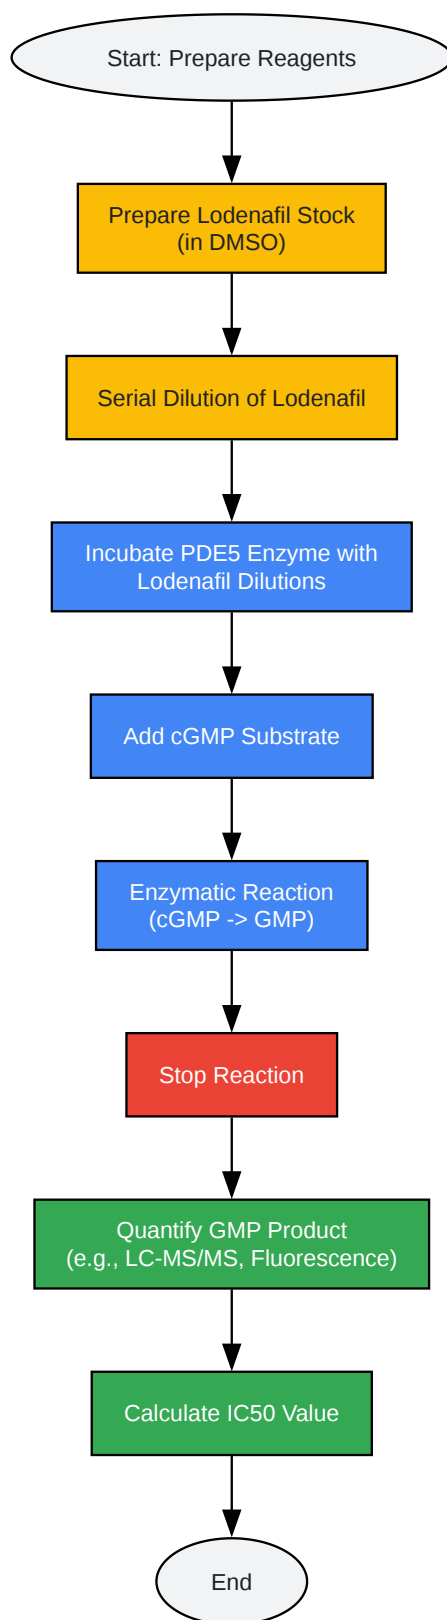 Start: Prepare Reagents
Prepare Lodenafil Stock
(in DMSO)
Serial Dilution of Lodenafil
Incubate PDE5 Enzyme with
Lodenafil Dilutions
Add cGMP Substrate
Enzymatic Reaction
(cGMP -> GMP)
Stop Reaction
Quantify GMP Product
(e.g., LC-MS/MS, Fluorescence)
Calculate IC50 Value
End